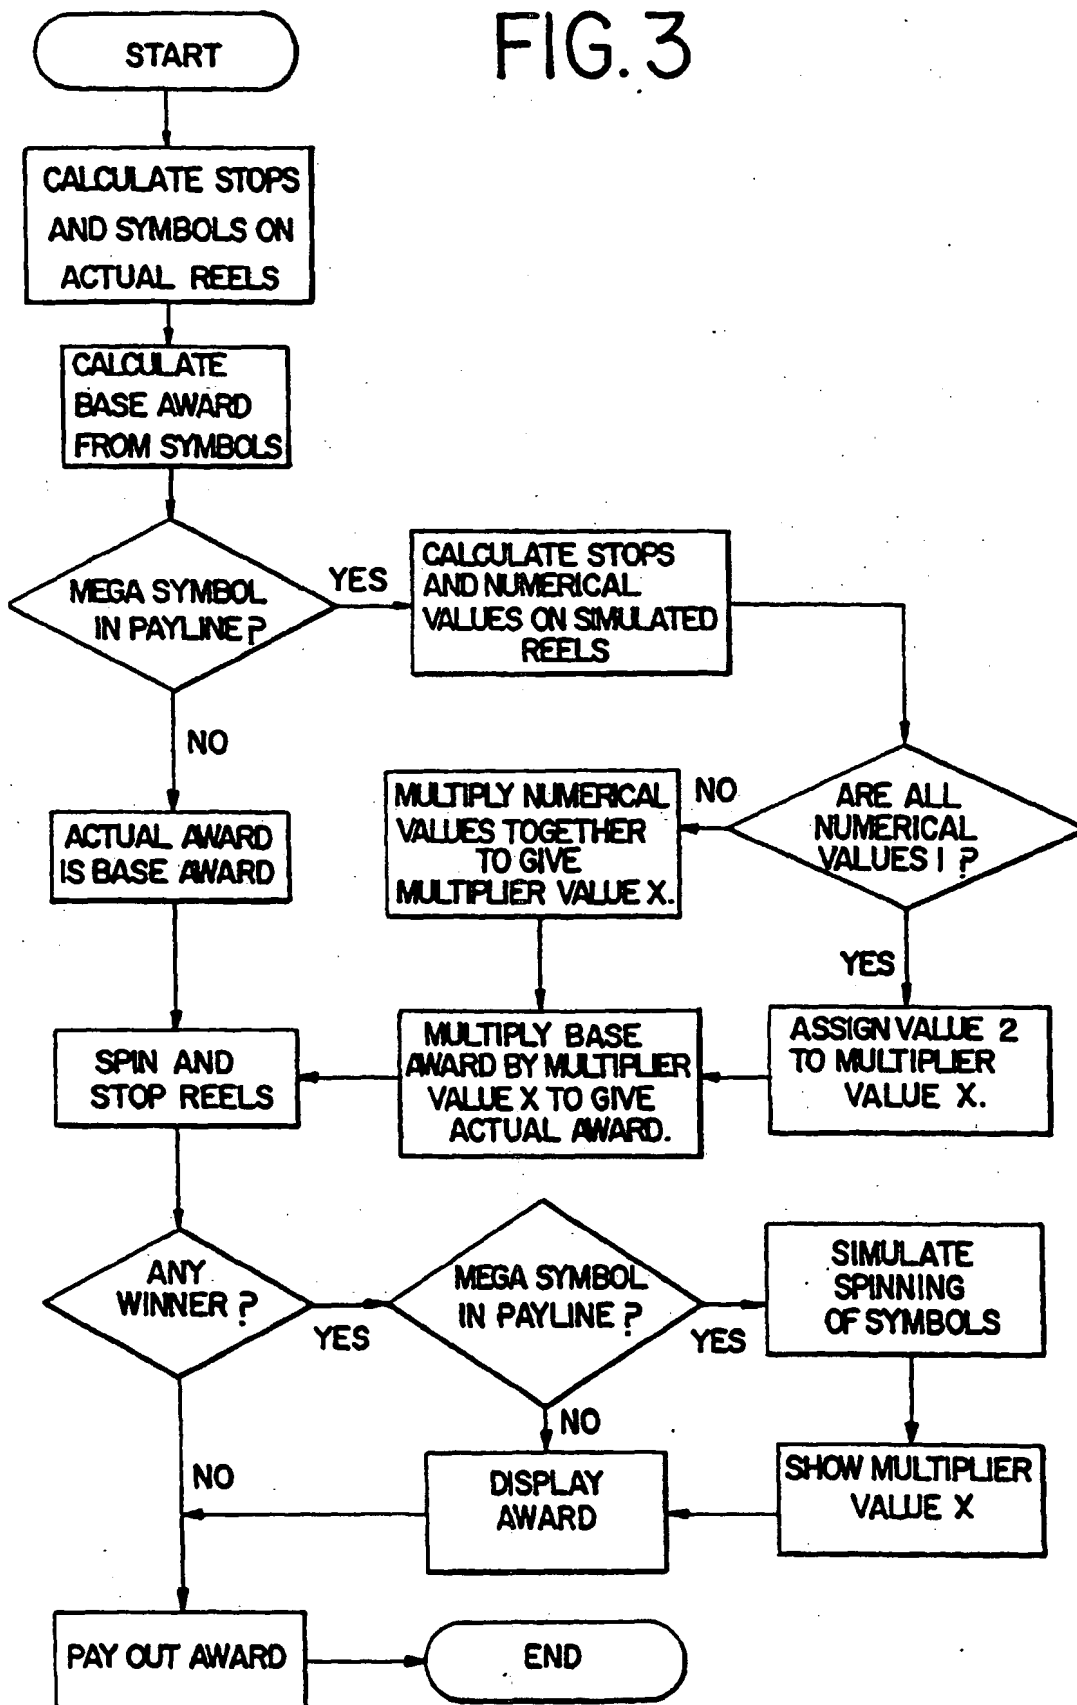 FIG. 3
START
CALCULATE STOPS
AND SYMBOLS ON
ACTUAL REELS
CALCULATE
BASE AWARD
FROM SYMBOLS
MEGA SYMBOL
IN PAYLINE ?
YES
CALCULATE STOPS
AND NUMERICAL
VALUES ON SIMULATED
REELS
NO
ARE ALL
NUMERICAL
VALUES 1 ?
NO
MULTIPLY NUMERICAL
VALUES TOGETHER
TO GIVE
MULTIPLIER VALUE X.
ACTUAL AWARD
IS BASE AWARD
YES
ASSIGN VALUE 2
TO MULTIPLIER
VALUE X.
MULTIPLY BASE
AWARD BY MULTIPLIER
VALUE X TO GIVE
ACTUAL AWARD.
SPIN AND
STOP REELS
ANY
WINNER ?
YES
MEGA SYMBOL
IN PAYLINE ?
YES
SIMULATE
SPINNING
OF SYMBOLS
NO
NO
DISPLAY
AWARD
SHOW MULTIPLIER
VALUE X
PAY OUT AWARD
END